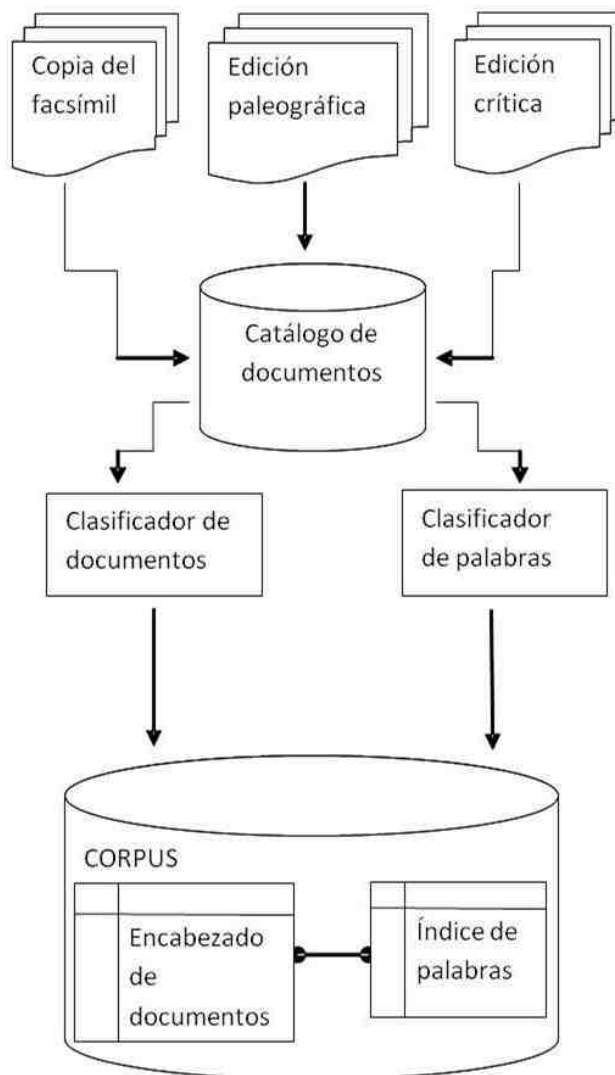 Copia del
facsímil
Edición
paleográfica
Edición
crítica
Catálogo de
documentos
Clasificador de
documentos
Clasificador
de palabras
CORPUS
Encabezado
de
documentos
Índice de
palabras